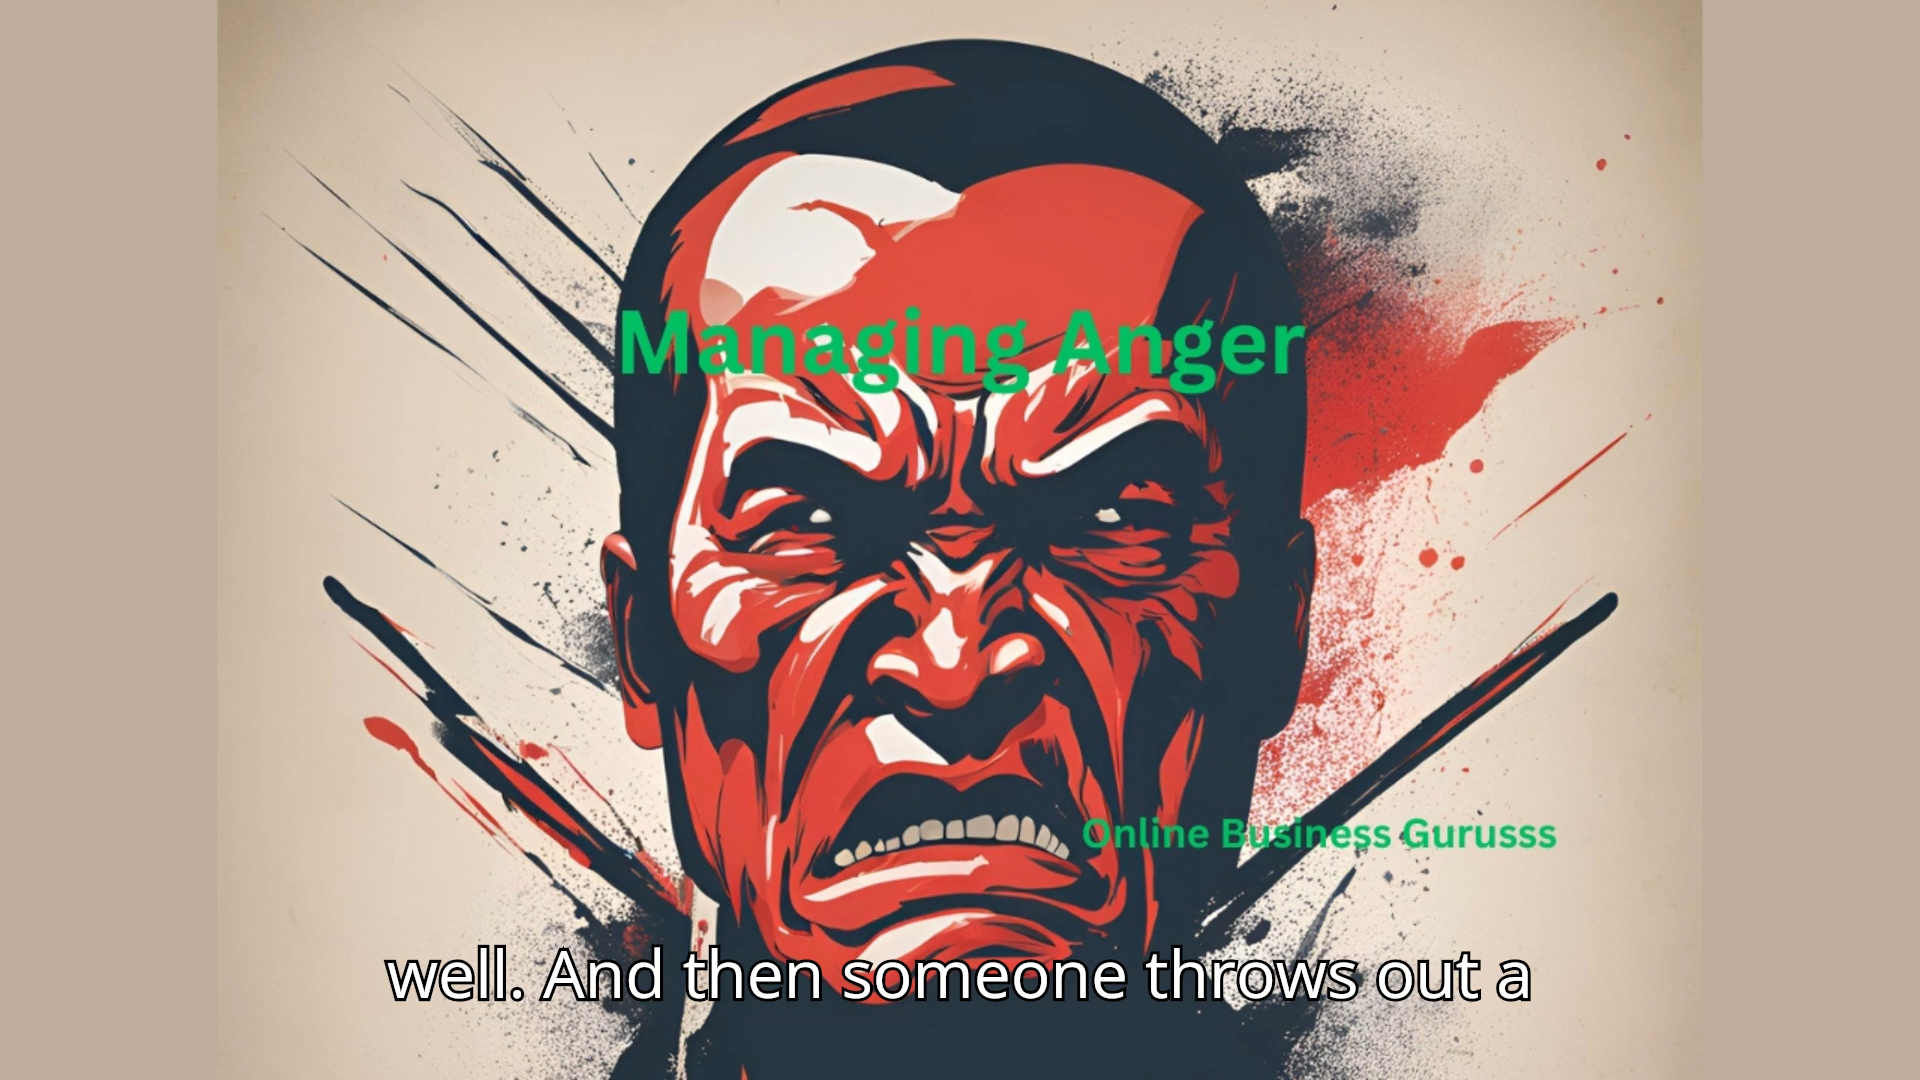 Managing Anger
Online Business Gurusss
well. And then someone throws out a